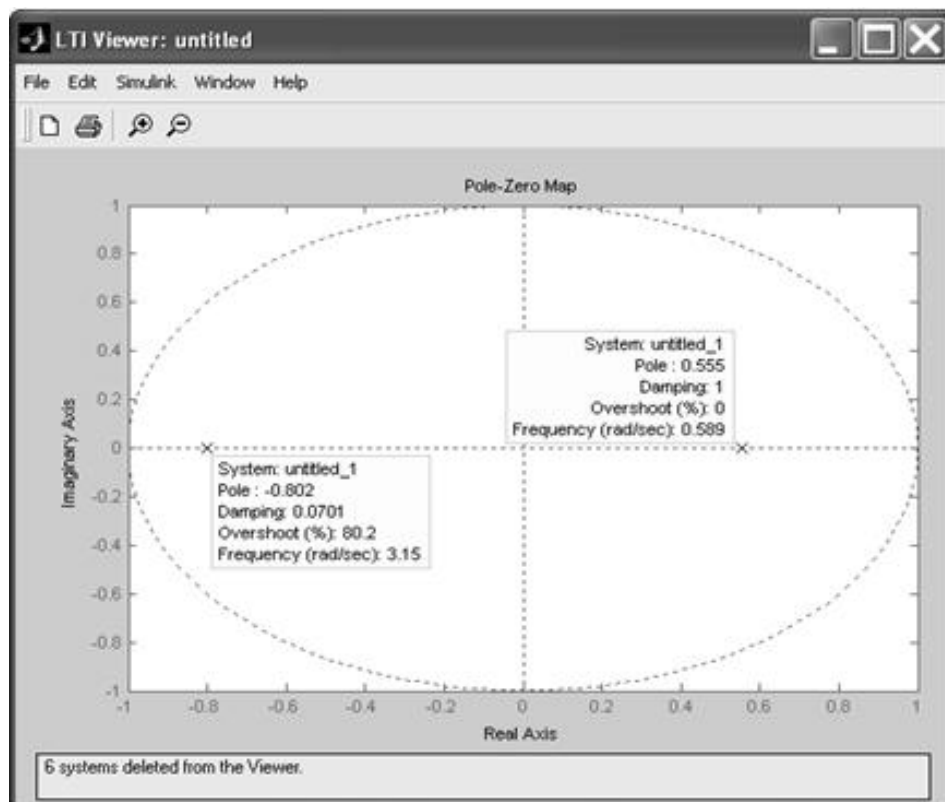 LTI Viewer: untitled
File Edit Simulink Window Help
Pole-Zero Map
1
0.8
0.6
0.4
0.2
0
-0.2
-0.4
-0.6
-0.8
-1
Imaginary Axis
System: untitled_1
Pole : 0.555
Damping: 1
Overshoot (%): 0
Frequency (rad/sec): 0.589
System: untitled_1
Pole : -0.802
Damping: 0.0701
Overshoot (%): 80.2
Frequency (rad/sec): 3.15
-1 -0.8 -0.6 -0.4 -0.2 0 0.2 0.4 0.6 0.8 1
Real Axis
6 systems deleted from the Viewer.